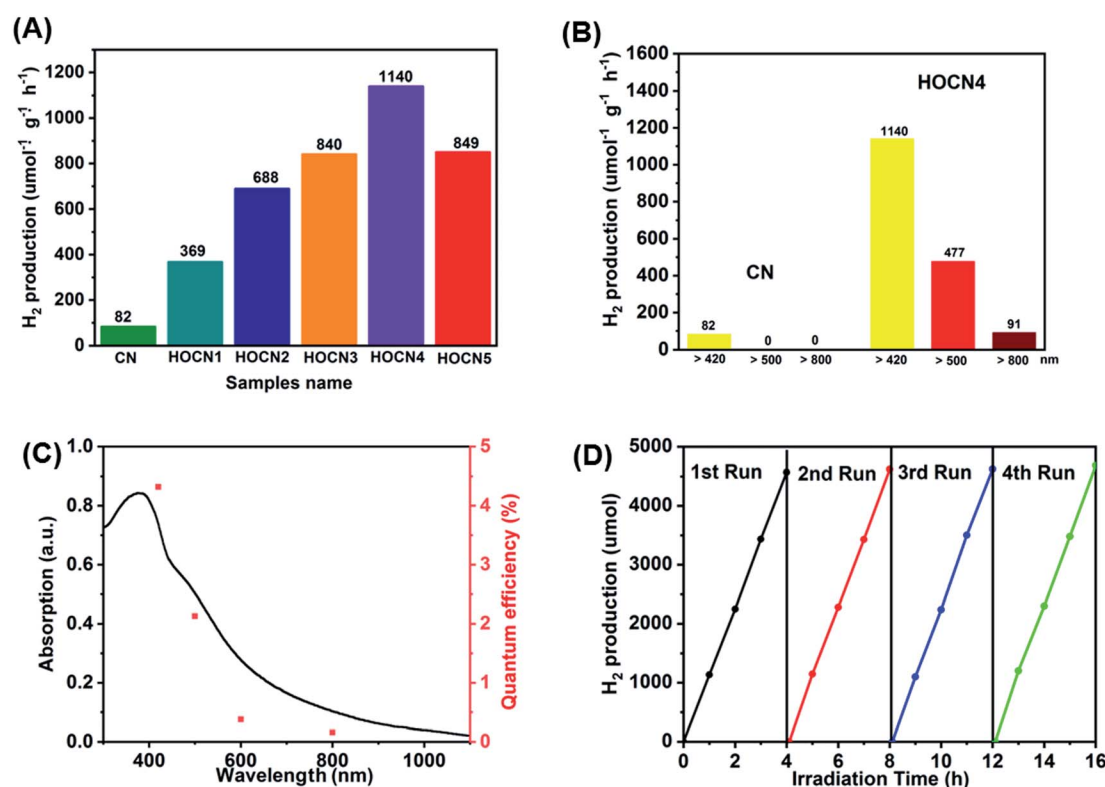 (A)
H₂ production (umol⁻¹ g⁻¹ h⁻¹)
1200
1000
800
600
400
200
0
82
369
688
840
1140
849
CN HOCN1 HOCN2 HOCN3 HOCN4 HOCN5
Samples name
(B)
H₂ production (umol⁻¹ g⁻¹ h⁻¹)
1600
1400
1200
1000
800
600
400
200
0
HOCN4
CN
82
0
0
1140
477
91
> 420 > 500 > 800 > 420 > 500 > 800 nm
(C)
Absorption (a.u.)
1.0
0.8
0.6
0.4
0.2
0.0
5
4
3
2
1
0
Quantum efficiency (%)
400 600 800 1000
Wavelength (nm)
(D)
H₂ production (umol)
5000
4000
3000
2000
1000
0
1st Run 2nd Run 3rd Run 4th Run
0 2 4 6 8 10 12 14 16
Irradiation Time (h)